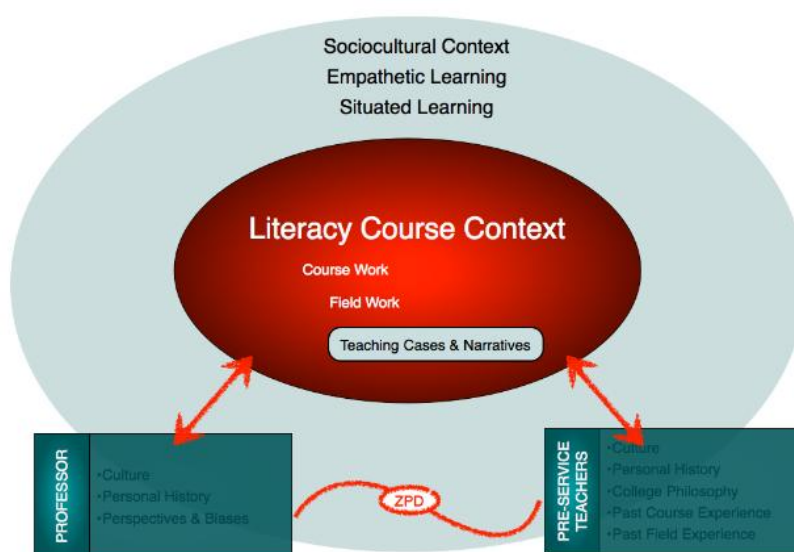 Sociocultural Context
Empathetic Learning
Situated Learning
Literacy Course Context
Course Work
Field Work
Teaching Cases & Narratives
PROFESSOR
•Culture
•Personal History
•Perspectives & Biases
ZPD
PRE-SERVICE
TEACHERS
•Culture
•Personal History
•College Philosophy
•Past Course Experience
•Past Field Experience